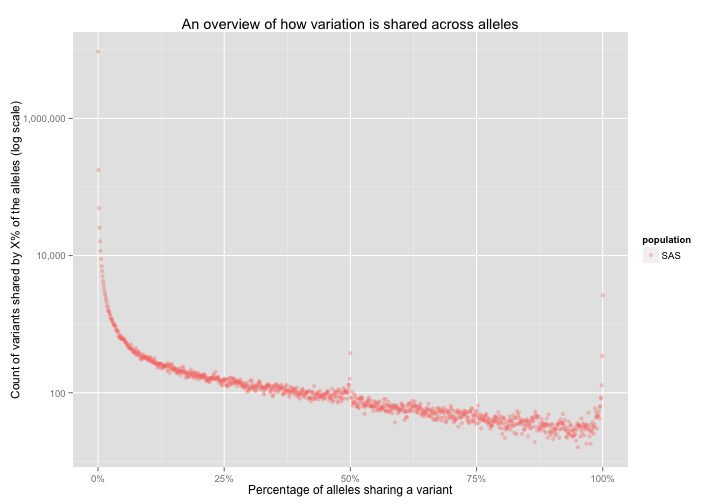 An overview of how variation is shared across alleles
Count of variants shared by X% of the alleles (log scale)
1,000,000
10,000
100
0%
25%
50%
75%
100%
Percentage of alleles sharing a variant
population
SAS